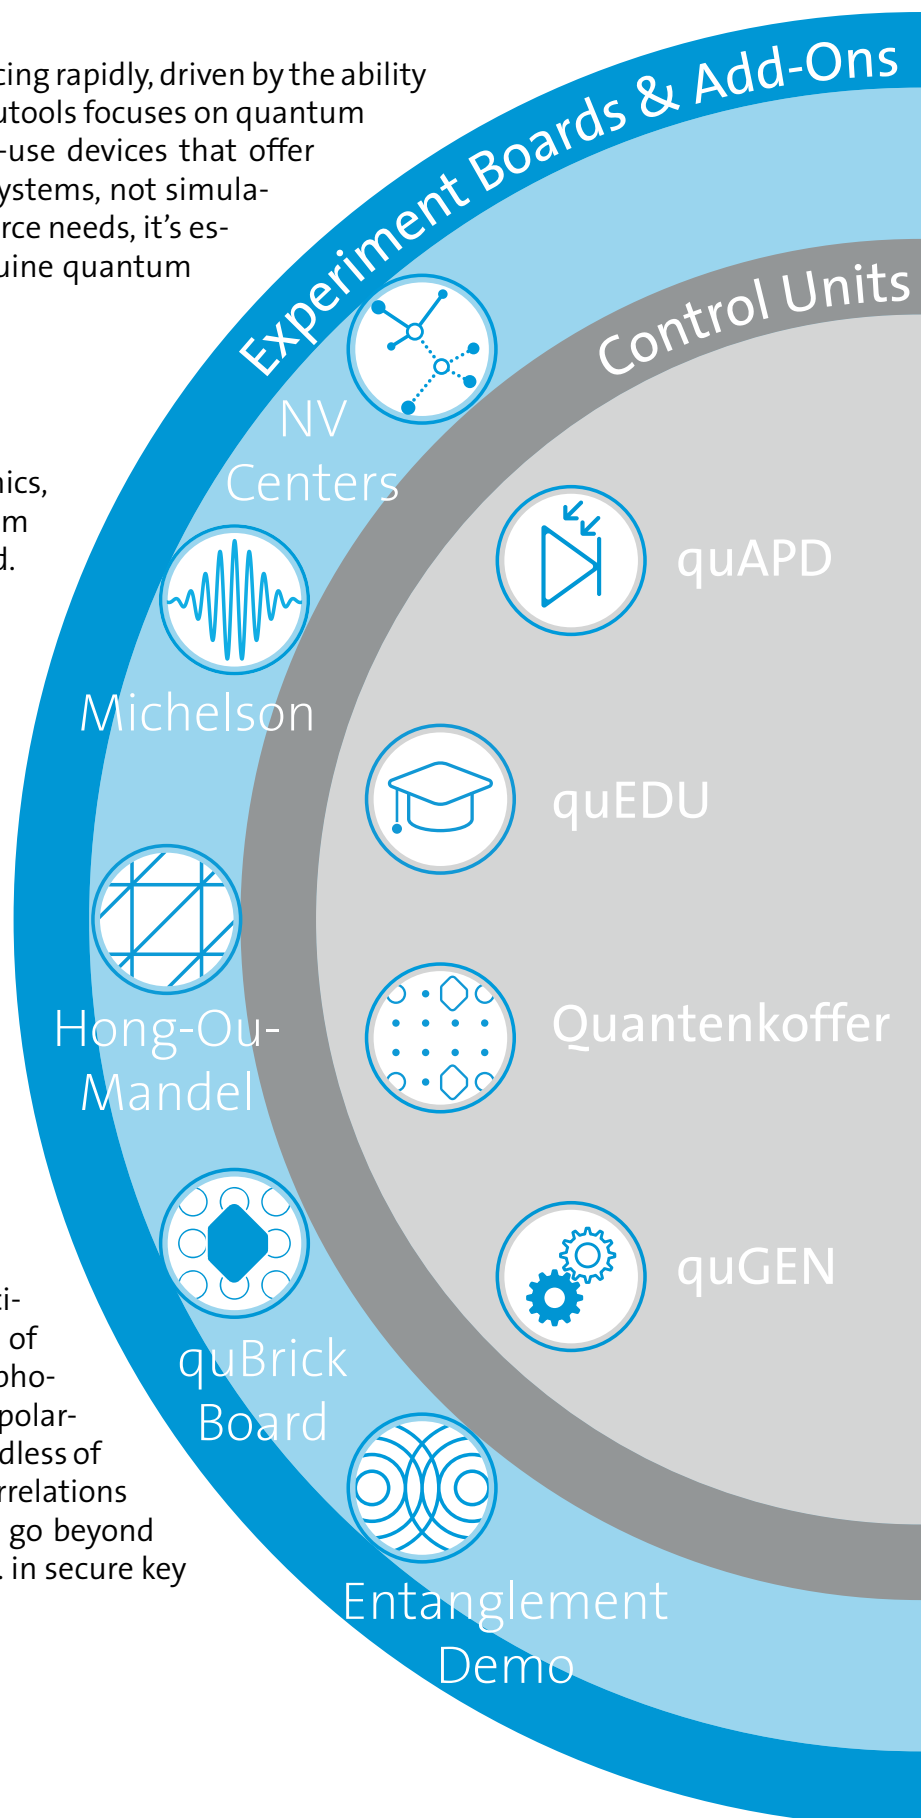 cing rapidly, driven by the ability
utools focuses on quantum
-use devices that offer
systems, not simula-
rce needs, it's es-
uine quantum
Experiment Boards & Add-Ons
Control Units
NV
Centers
nics,
m
d.
quAPD
Michelson
quEDU
Hong-Ou-
Mandel
Quantenkoffer
quGEN
ti-
of
pho-
polar-
dless of
rrelations
go beyond
. in secure key
quBrick
Board
Entanglement
Demo